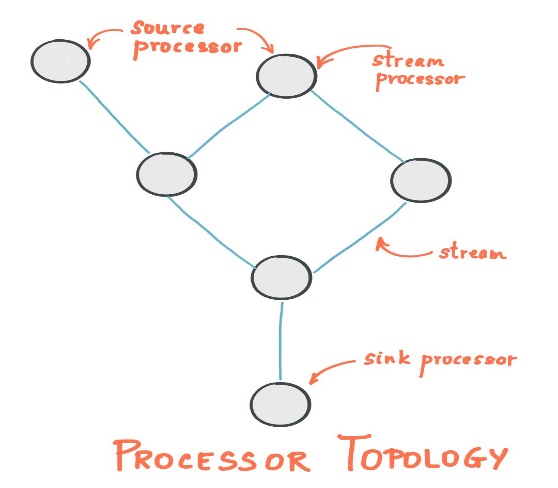 source
processor
stream
processor
stream
sink processor
PROCESSOR TOPOLOGY